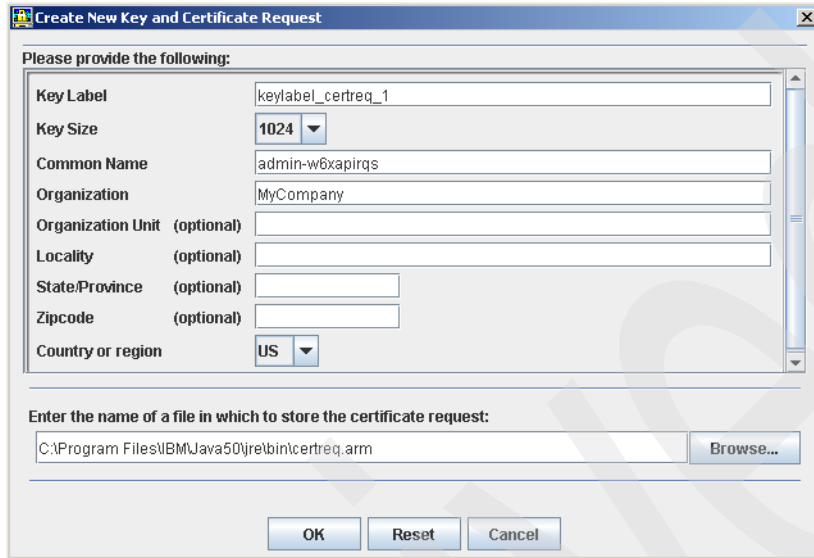 Create New Key and Certificate Request
Please provide the following:
Key Label keylabel_certreq_1
Key Size 1024
Common Name admin-w6xapirqs
Organization MyCompany
Organization Unit (optional)
Locality (optional)
State/Province (optional)
Zipcode (optional)
Country or region US
Enter the name of a file in which to store the certificate request:
C:\Program Files\IBM\Java50\jre\bin\certreq.arm Browse...
OK Reset Cancel